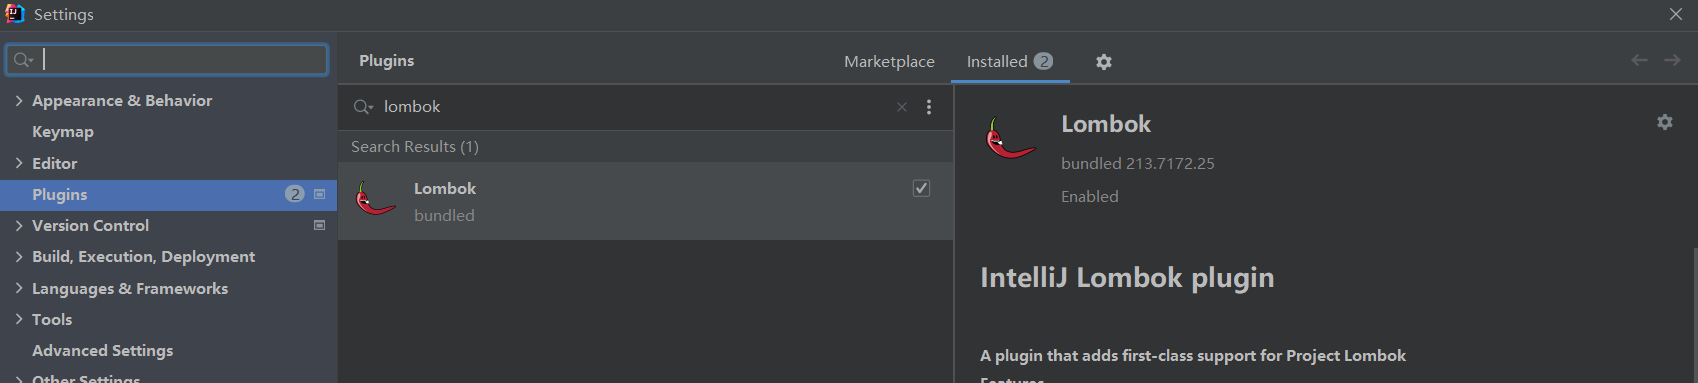 Settings
Appearance & Behavior
Keymap
Editor
Plugins 2
Version Control
Build, Execution, Deployment
Languages & Frameworks
Tools
Advanced Settings
Other Settings
Plugins
Marketplace
Installed 2
lombok
Search Results (1)
Lombok
bundled
Lombok
bundled 213.7172.25
Enabled
IntelliJ Lombok plugin
A plugin that adds first-class support for Project Lombok
Features